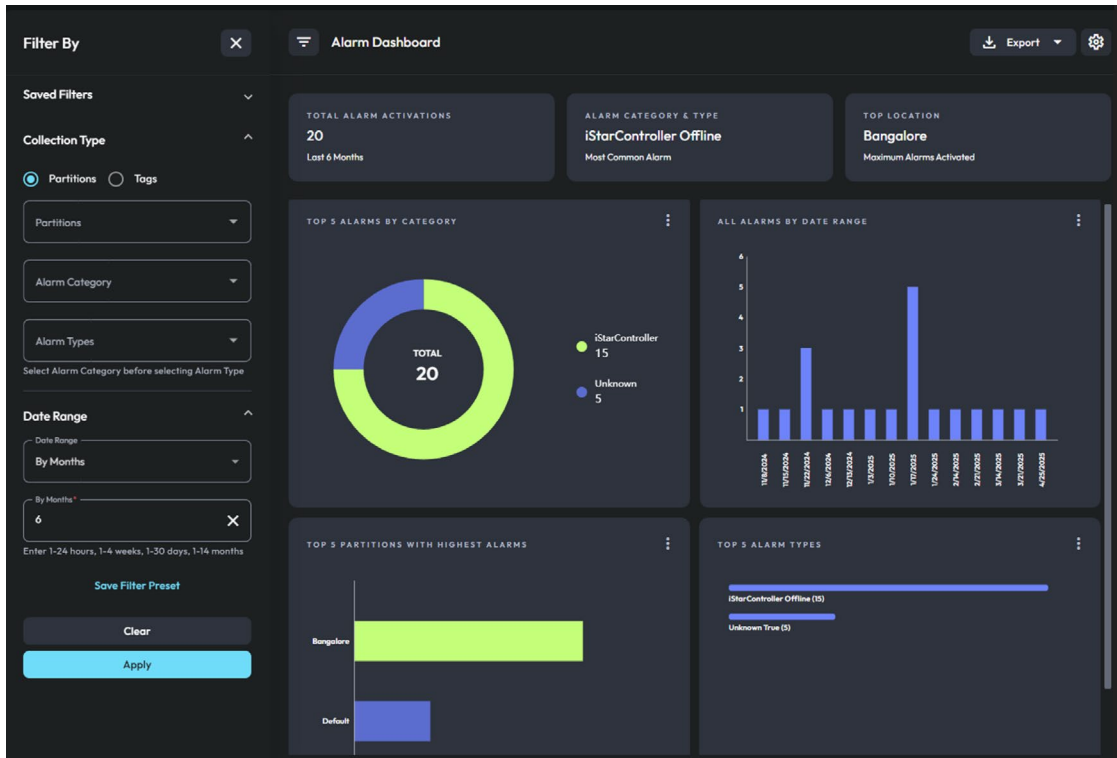 Filter By
Saved Filters
Collection Type
Partitions
Tags
Partitions
Alarm Category
Alarm Types
Select Alarm Category before selecting Alarm Type
Date Range
Date Range
By Months
By Months*
6
Enter 1-24 hours, 1-4 weeks, 1-30 days, 1-14 months
Save Filter Preset
Clear
Apply
Alarm Dashboard
Export
TOTAL ALARM ACTIVATIONS
20
Last 6 Months
ALARM CATEGORY & TYPE
iStarController Offline
Most Common Alarm
TOP LOCATION
Bangalore
Maximum Alarms Activated
TOP 5 ALARMS BY CATEGORY
TOTAL
20
iStarController
15
Unknown
5
ALL ALARMS BY DATE RANGE
6
5
4
3
2
1
11/8/2024
11/15/2024
11/22/2024
12/6/2024
12/13/2024
1/3/2025
1/10/2025
1/17/2025
1/24/2025
2/14/2025
2/21/2025
3/14/2025
3/21/2025
4/25/2025
TOP 5 PARTITIONS WITH HIGHEST ALARMS
Bangalore
Default
TOP 5 ALARM TYPES
iStarController Offline (15)
Unknown True (5)